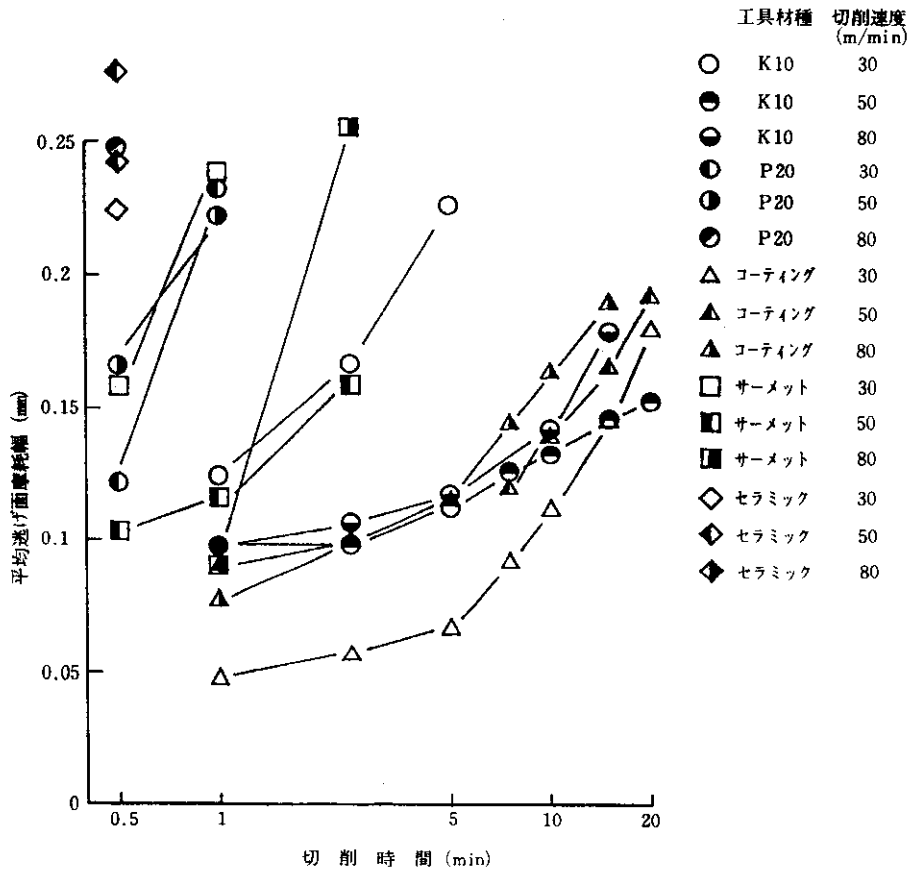 工具材種 切削速度
(m/min)
K10 30
K10 50
K10 80
P20 30
P20 50
P20 80
コーティング 30
コーティング 50
コーティング 80
サーメット 30
サーメット 50
サーメット 80
セラミック 30
セラミック 50
セラミック 80
平均逃げ面摩耗幅 (mm)
0.25
0.2
0.15
0.1
0.05
0
0.5 1 5 10 20
切削時間 (min)